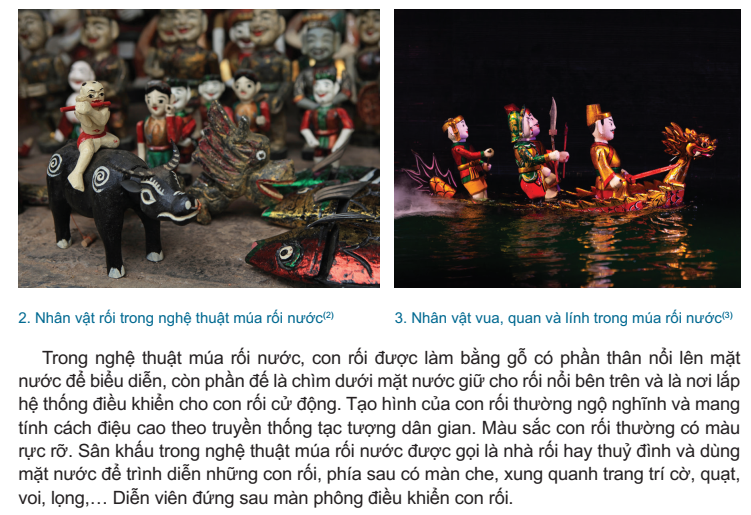 2. Nhân vật rối trong nghệ thuật múa rối nước(2)
3. Nhân vật vua, quan và lính trong múa rối nước(3)
Trong nghệ thuật múa rối nước, con rối được làm bằng gỗ có phần thân nổi lên mặt
nước để biểu diễn, còn phần đế là chìm dưới mặt nước giữ cho rối nổi bên trên và là nơi lắp
hệ thống điều khiển cho con rối cử động. Tạo hình của con rối thường ngộ nghĩnh và mang
tính cách điệu cao theo truyền thống tạc tượng dân gian. Màu sắc con rối thường có màu
rực rỡ. Sân khấu trong nghệ thuật múa rối nước được gọi là nhà rối hay thuỷ đình và dùng
mặt nước để trình diễn những con rối, phía sau có màn che, xung quanh trang trí cờ, quạt,
voi, lọng,… Diễn viên đứng sau màn phông điều khiển con rối.